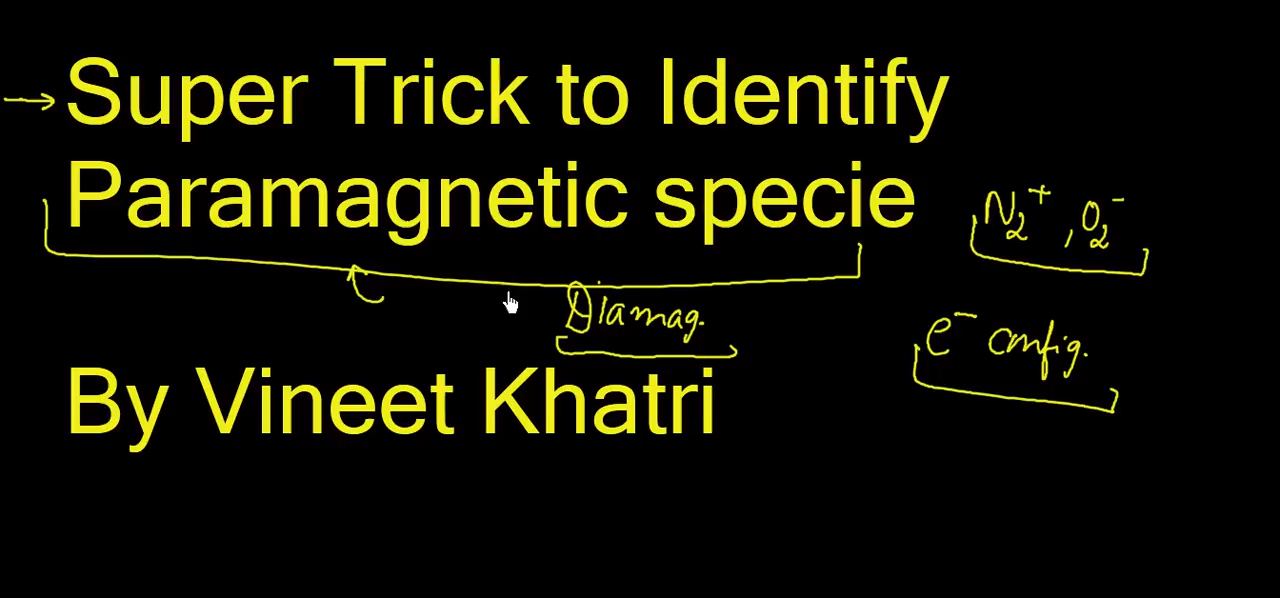 → Super Trick to Identify
Paramagnetic specie
N₂⁺, O₂⁻
Diamag.
e⁻ config.
By Vineet Khatri